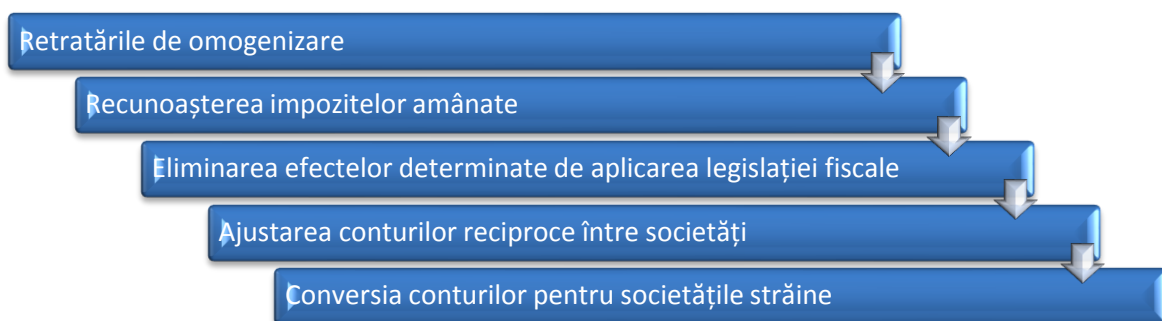 Retratările de omogenizare
Recunoașterea impozitelor amânate
Eliminarea efectelor determinate de aplicarea legislației fiscale
Ajustarea conturilor reciproce între societăți
Conversia conturilor pentru societățile străine